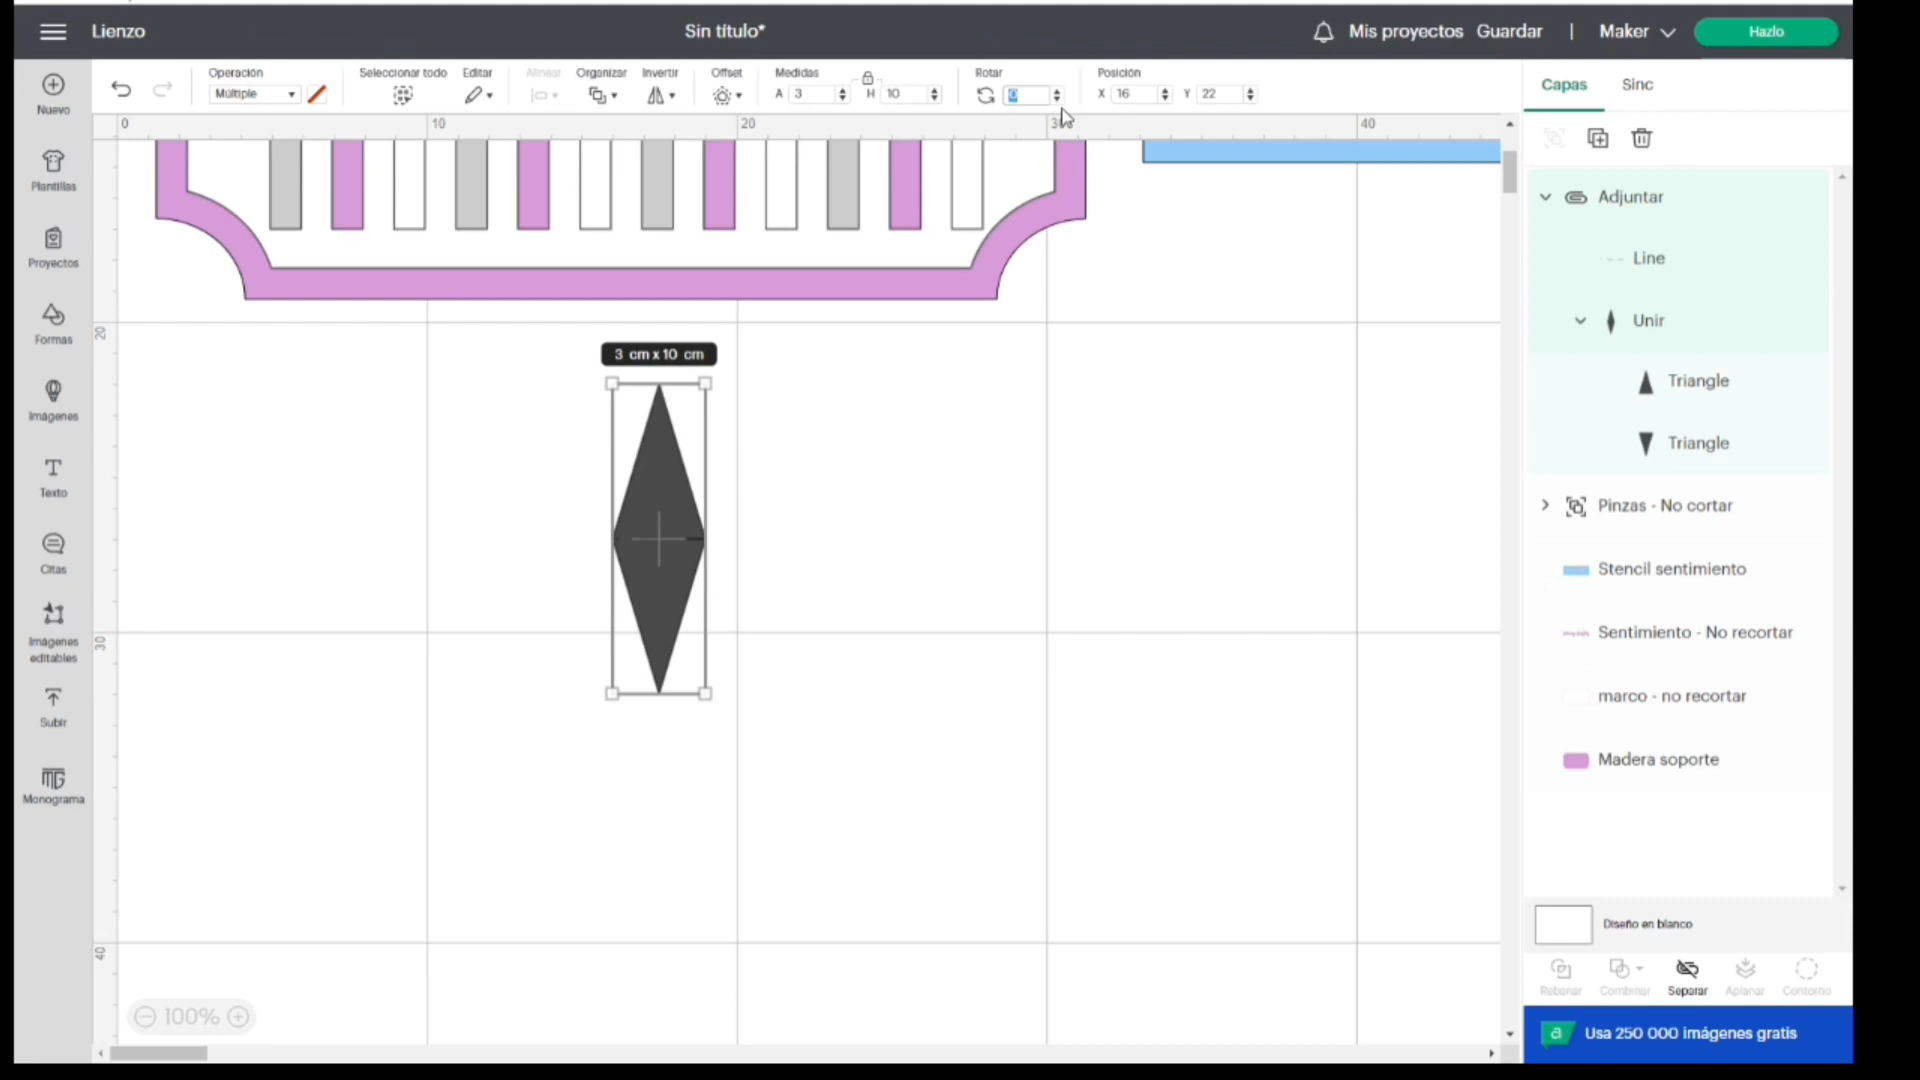 Lienzo
Sin título*
Mis proyectos Guardar | Maker Hazlo
Nuevo
Plantillas
Proyectos
Formas
Imágenes
Texto
Citas
Imágenes
editables
Subir
Monograma
Operación
Múltiple
Seleccionar todo
Editar
Alinear
Organizar
Invertir
Offset
Medidas
A 3
H 10
Rotar
0
Posición
X 16
Y 22
0 10 20 40
20
30
40
3 cm x 10 cm
100%
Capas Sinc
Adjuntar
Line
Unir
Triangle
Triangle
Pinzas - No cortar
Stencil sentimiento
Sentimiento - No recortar
marco - no recortar
Madera soporte
Diseño en blanco
Rebanar Combinar Separar Aplanar Contorno
a Usa 250 000 imágenes gratis